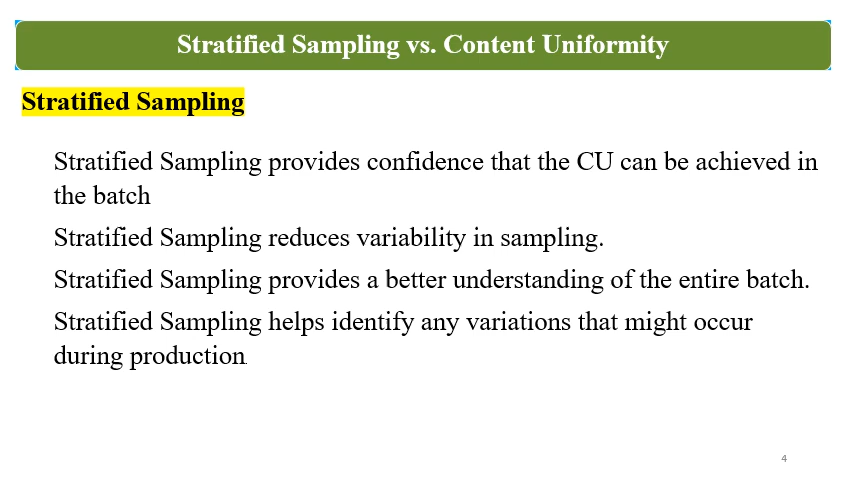 Stratified Sampling vs. Content Uniformity
Stratified Sampling
Stratified Sampling provides confidence that the CU can be achieved in
the batch
Stratified Sampling reduces variability in sampling.
Stratified Sampling provides a better understanding of the entire batch.
Stratified Sampling helps identify any variations that might occur
during production.
4